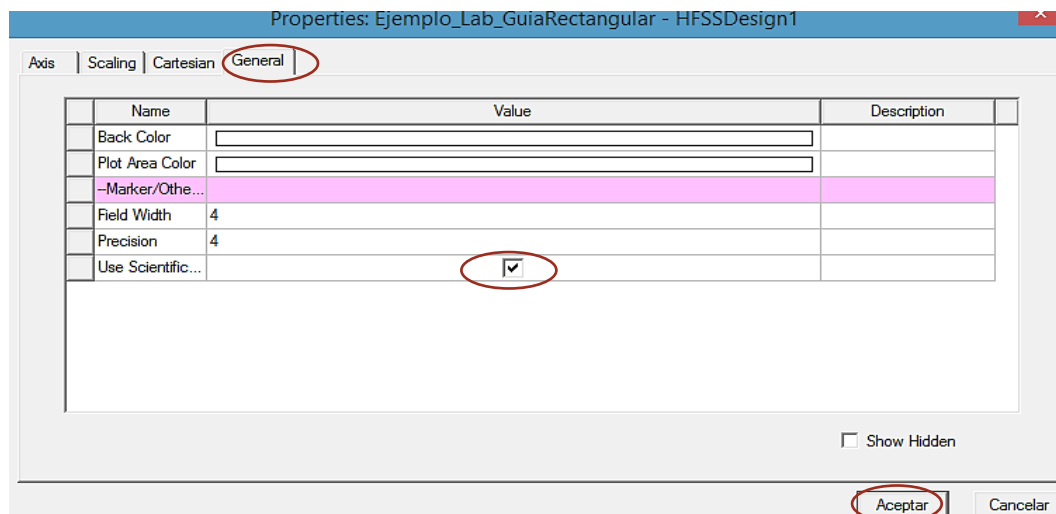 Properties: Ejemplo_Lab_GuiaRectangular - HFSSDesign1
Axis Scaling Cartesian General
Name Value Description
Back Color
Plot Area Color
--Marker/Othe...
Field Width 4
Precision 4
Use Scientific...
Show Hidden
Aceptar Cancelar